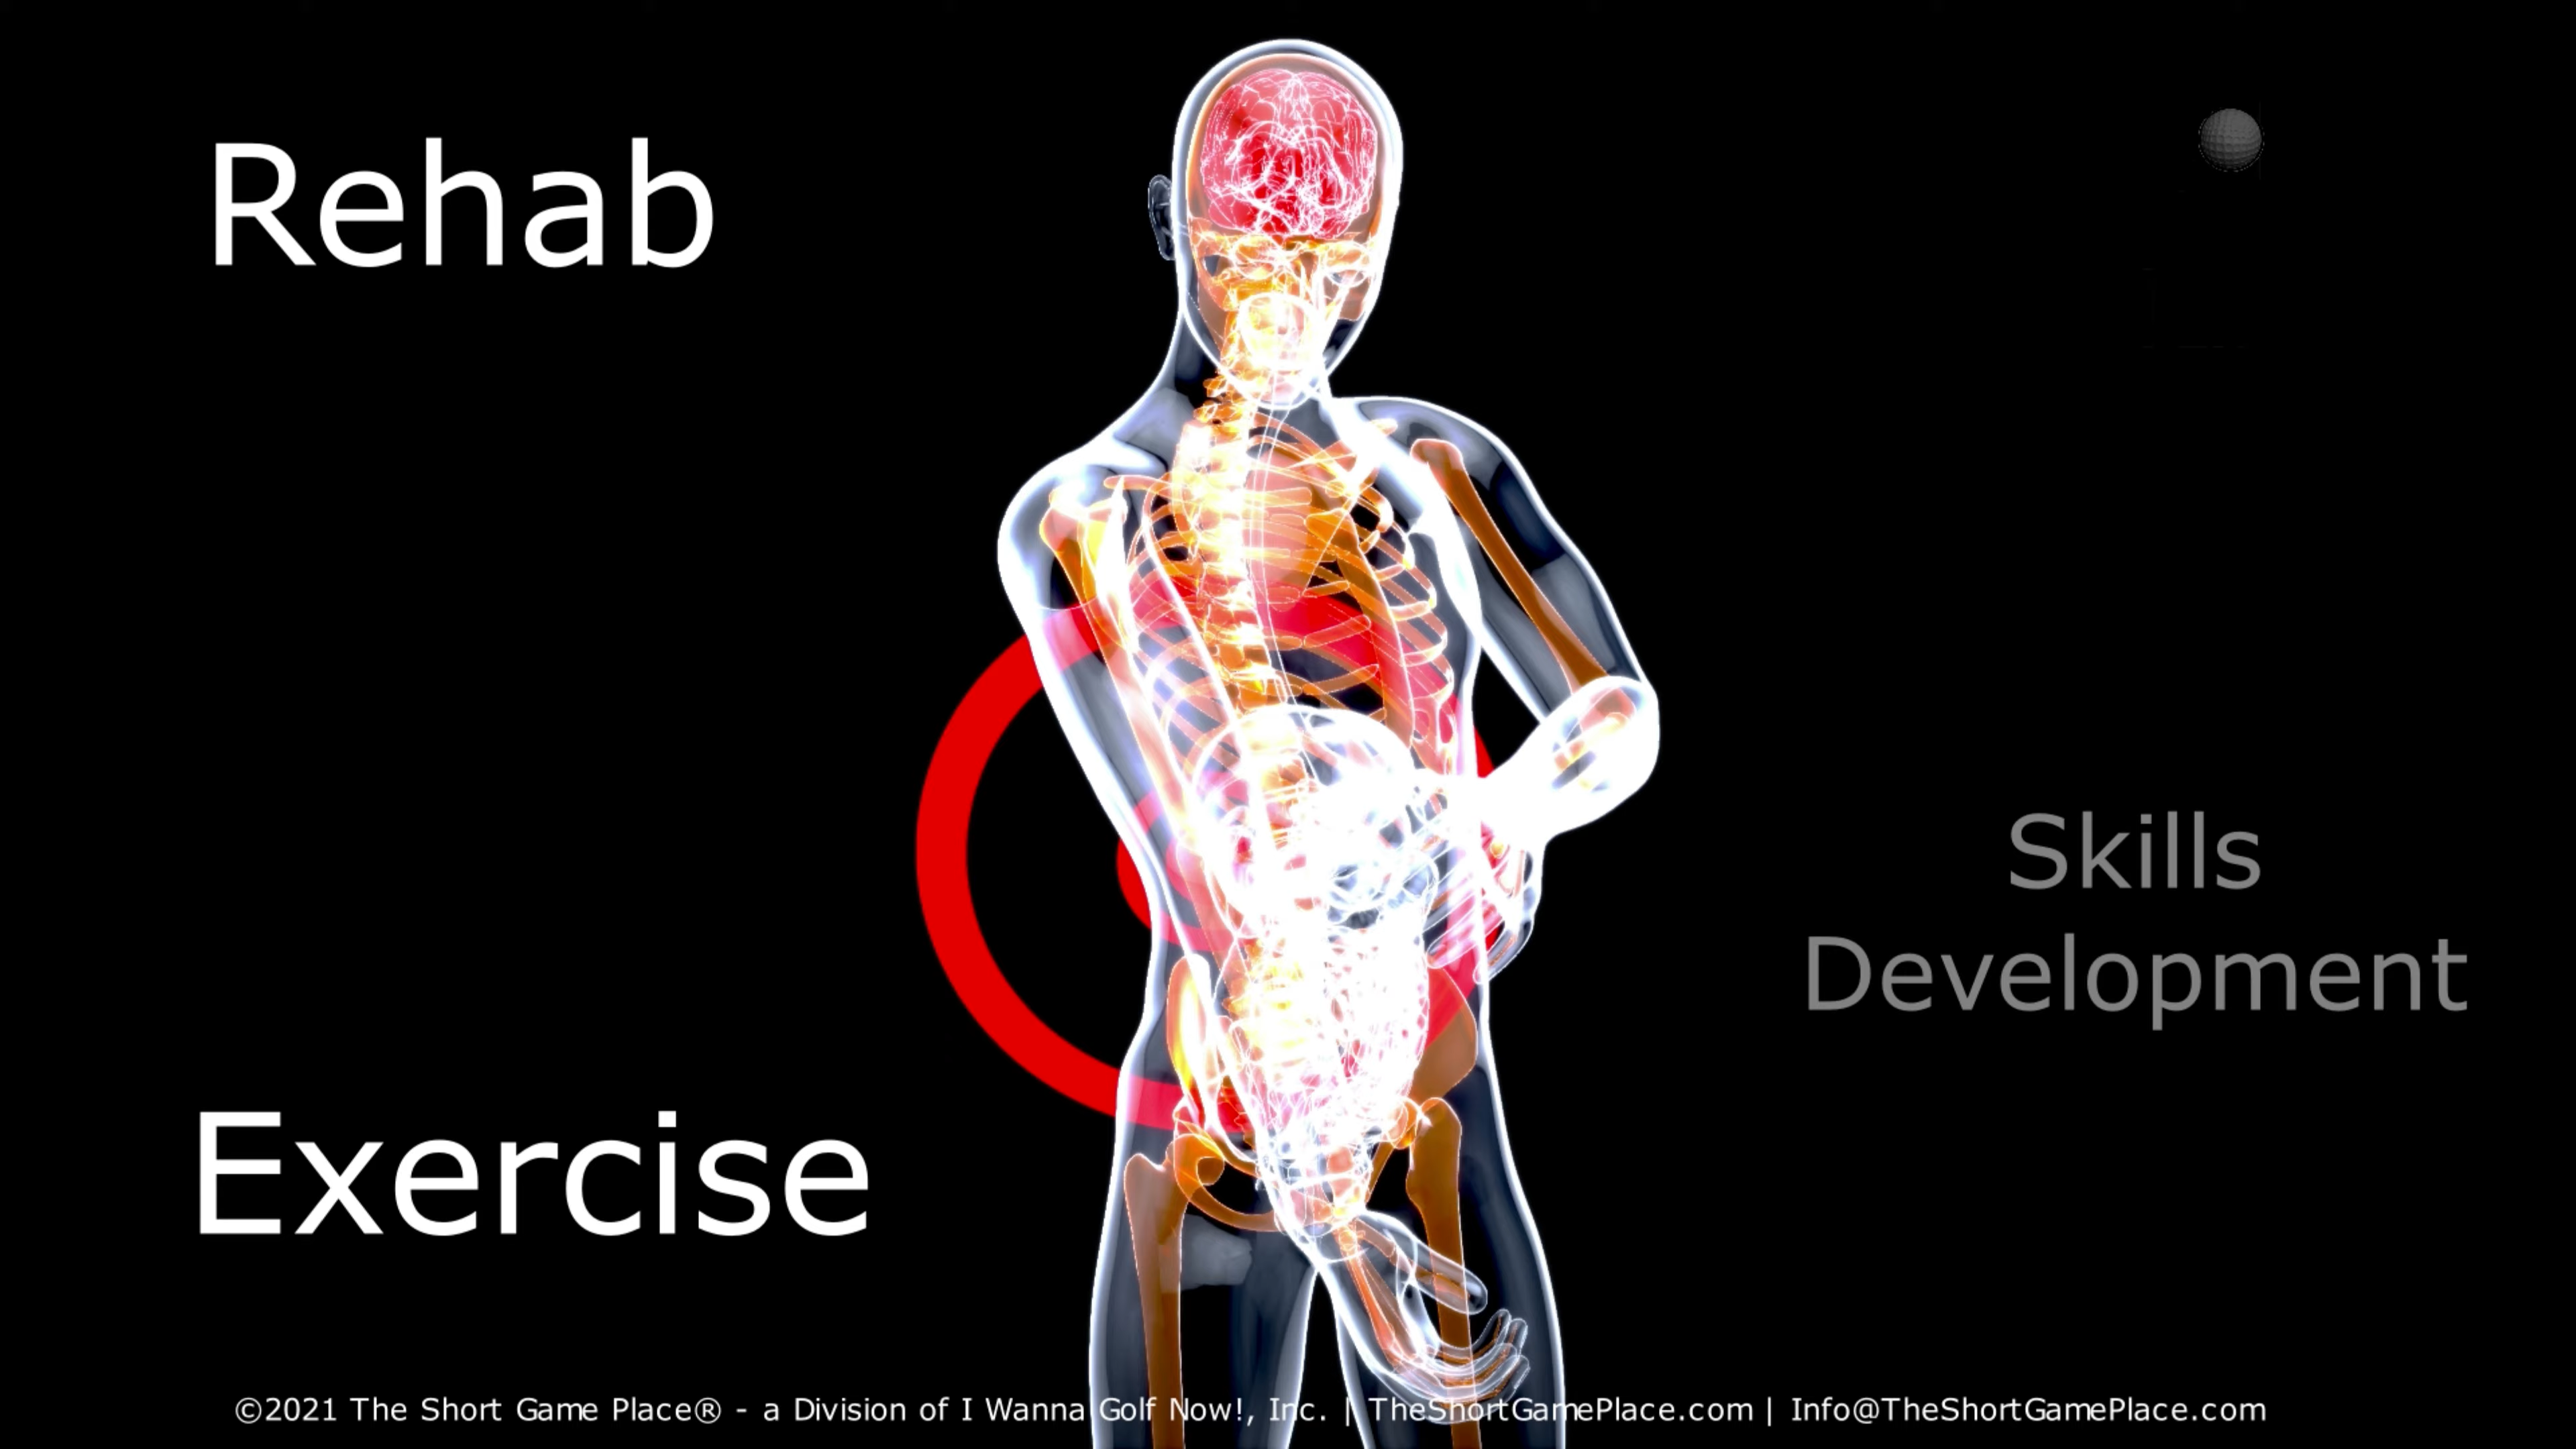 Rehab
Skills
Development
Exercise
©2021 The Short Game Place® - a Division of I Wanna Golf Now!, Inc. | TheShortGamePlace.com | Info@TheShortGamePlace.com